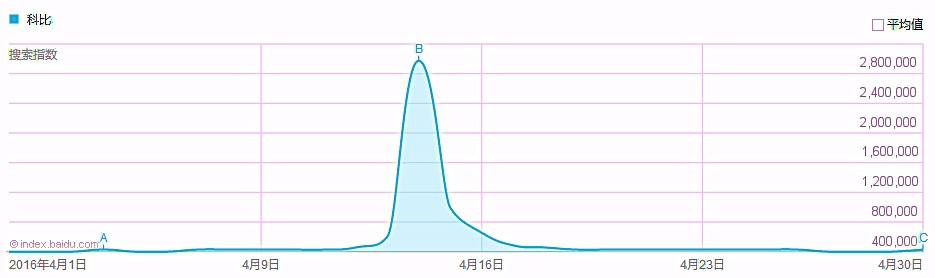 科比
平均值
搜索指数
B
2,800,000
2,400,000
2,000,000
1,600,000
1,200,000
800,000
400,000
© index.baidu.com
A
C
2016年4月1日
4月9日
4月16日
4月23日
4月30日